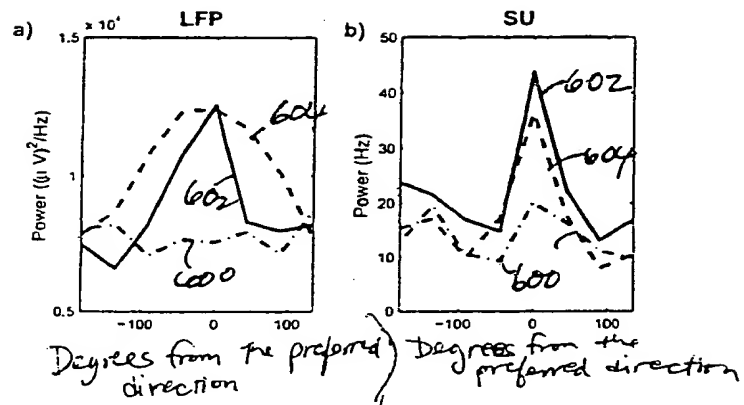 LFP
SU
a)
x 10⁴
1.5
1
0.5
Power ((μ V)²/Hz)
604
602
600
-100 0 100
Degrees from the preferred
direction
b)
50
40
30
20
10
0
Power (Hz)
602
604
600
-100 0 100
Degrees from the
preferred direction